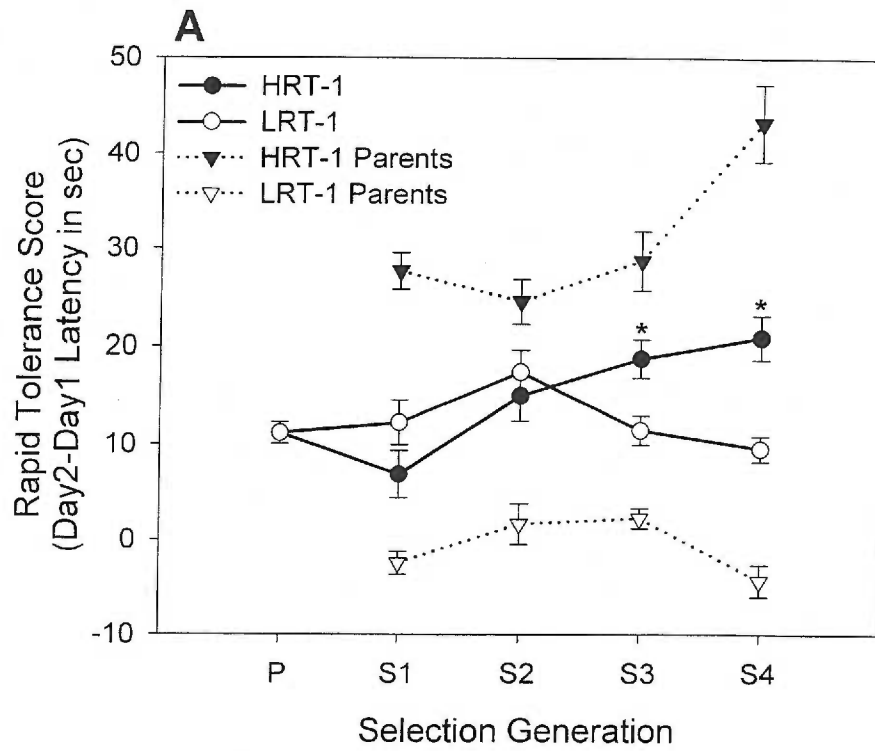 A
50
40
30
20
10
0
-10
Rapid Tolerance Score
(Day2-Day1 Latency in sec)
HRT-1
LRT-1
HRT-1 Parents
LRT-1 Parents
*
*
P S1 S2 S3 S4
Selection Generation